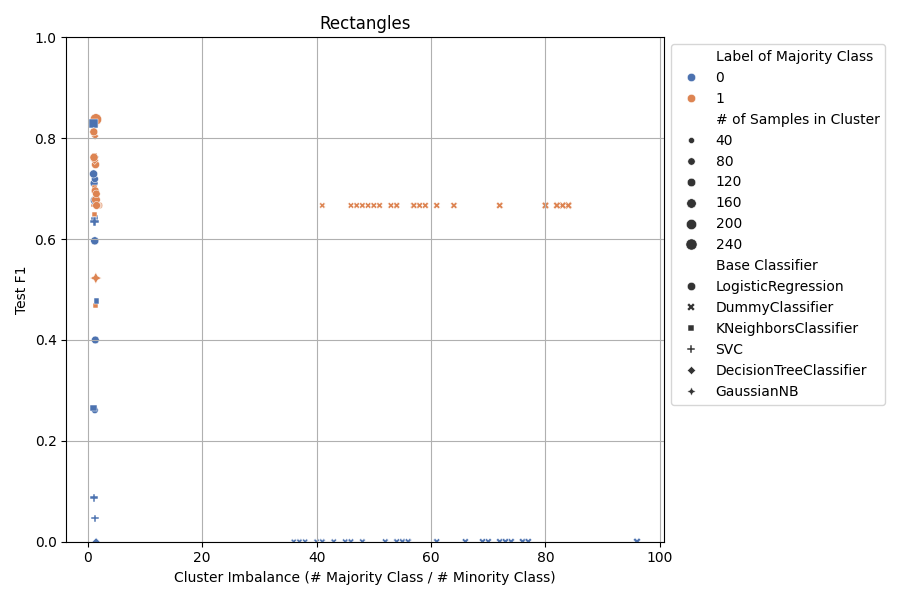 Rectangles
1.0
0.8
0.6
0.4
0.2
0.0
Test F1
0 20 40 60 80 100
Cluster Imbalance (# Majority Class / # Minority Class)
Label of Majority Class
0
1
# of Samples in Cluster
40
80
120
160
200
240
Base Classifier
LogisticRegression
DummyClassifier
KNeighborsClassifier
SVC
DecisionTreeClassifier
GaussianNB